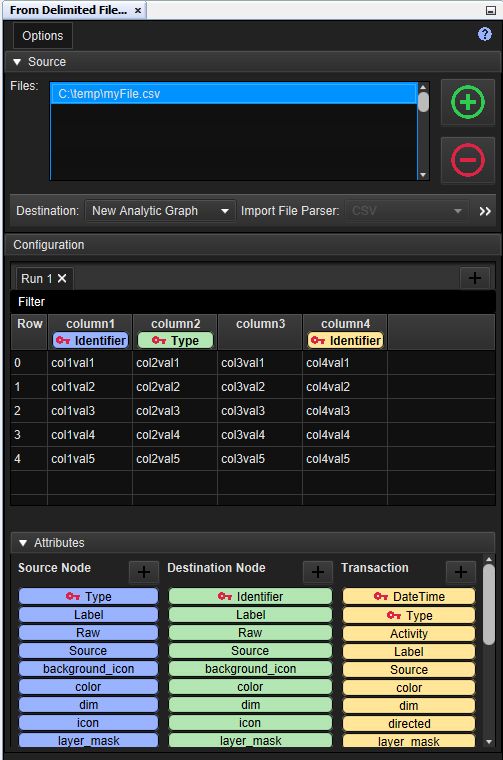 From Delimited File...
Options
Source
Files:
C:\temp\myFile.csv
Destination: New Analytic Graph Import File Parser: CSV
Configuration
Run 1
Filter
Row column1 column2 column3 column4
Identifier Type Identifier
0 col1val1 col2val1 col3val1 col4val1
1 col1val2 col2val2 col3val2 col4val2
2 col1val3 col2val3 col3val3 col4val3
3 col1val4 col2val4 col3val4 col4val4
4 col1val5 col2val5 col3val5 col4val5
Attributes
Source Node Destination Node Transaction
Type Identifier DateTime
Label Label Type
Raw Raw Activity
Source Source Label
background_icon background_icon Source
color color color
dim dim dim
icon icon directed
layer_mask layer_mask layer_mask